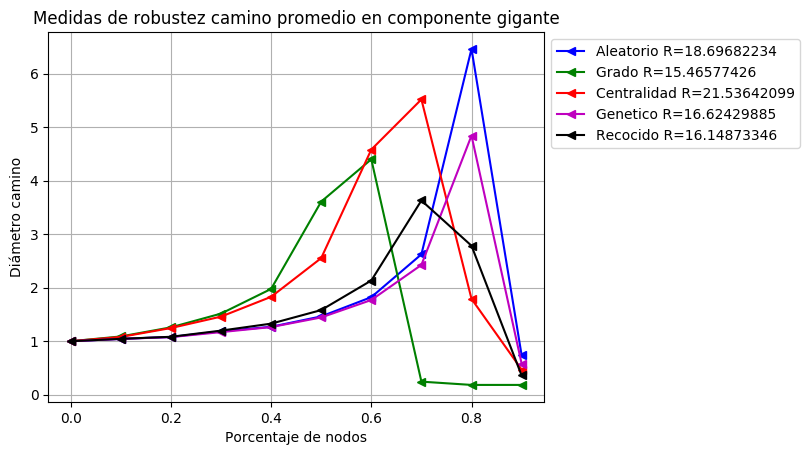 Medidas de robustez camino promedio en componente gigante
Aleatorio R=18.69682234
Grado R=15.46577426
Centralidad R=21.53642099
Genetico R=16.62429885
Recocido R=16.14873346
Diámetro camino
6
5
4
3
2
1
0
0.0 0.2 0.4 0.6 0.8
Porcentaje de nodos